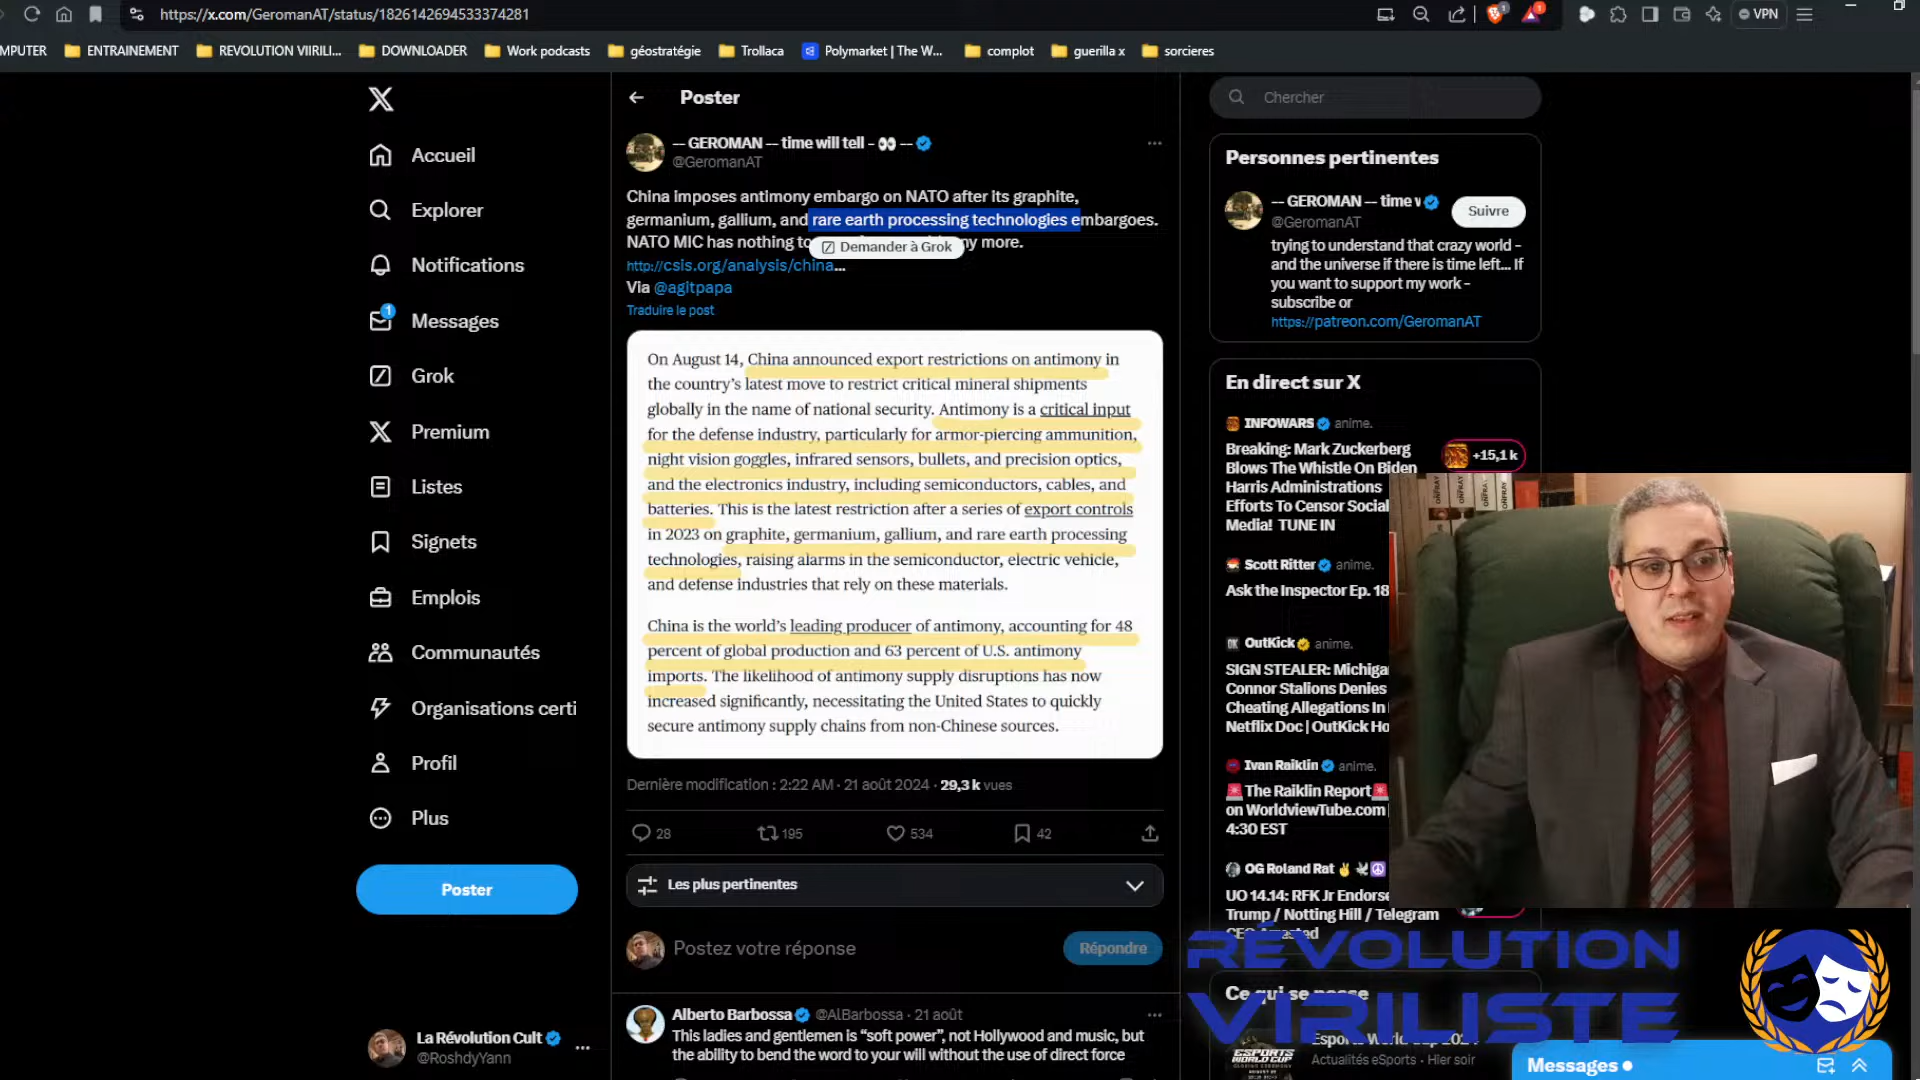 https://x.com/GeromanAT/status/1826142694533374281
VPN
MPUTER
ENTRAINEMENT
REVOLUTION VIIRILI...
DOWNLOADER
Work podcasts
géostratégie
Trollaca
Polymarket | The W...
complot
guerilla x
sorcieres
Accueil
Explorer
Notifications
1
Messages
Grok
Premium
Listes
Signets
Emplois
Communautés
Organisations certi
Profil
Plus
Poster
La Révolution Cult
@RoshdyYann
Poster
-- GEROMAN -- time will tell - 👀 --
@GeromanAT
China imposes antimony embargo on NATO after its graphite,
germanium, gallium, and rare earth processing technologies embargoes.
NATO MIC has nothing to
ny more.
Demander à Grok
http://csis.org/analysis/china...
Via @agitpapa
Traduire le post
On August 14, China announced export restrictions on antimony in
the country's latest move to restrict critical mineral shipments
globally in the name of national security. Antimony is a critical input
for the defense industry, particularly for armor-piercing ammunition,
night vision goggles, infrared sensors, bullets, and precision optics,
and the electronics industry, including semiconductors, cables, and
batteries. This is the latest restriction after a series of export controls
in 2023 on graphite, germanium, gallium, and rare earth processing
technologies, raising alarms in the semiconductor, electric vehicle,
and defense industries that rely on these materials.
China is the world's leading producer of antimony, accounting for 48
percent of global production and 63 percent of U.S. antimony
imports. The likelihood of antimony supply disruptions has now
increased significantly, necessitating the United States to quickly
secure antimony supply chains from non-Chinese sources.
Dernière modification : 2:22 AM · 21 août 2024 · 29,3 k vues
28
195
534
42
Les plus pertinentes
Postez votre réponse
Répondre
Alberto Barbossa @AlBarbossa · 21 août
This ladies and gentlemen is "soft power", not Hollywood and music, but
the ability to bend the word to your will without the use of direct force
Chercher
Personnes pertinentes
-- GEROMAN -- time v
@GeromanAT
Suivre
trying to understand that crazy world -
and the universe if there is time left... If
you want to support my work -
subscribe or
https://patreon.com/GeromanAT
En direct sur X
INFOWARS anime.
Breaking: Mark Zuckerberg
Blows The Whistle On Biden
Harris Administrations
Efforts To Censor Social
Media! TUNE IN
+15,1 k
Scott Ritter anime.
Ask the Inspector Ep. 18
OutKick anime.
SIGN STEALER: Michigan
Connor Stalions Denies
Cheating Allegations In
Netflix Doc | OutKick Ho
Ivan Raiklin anime.
🚨The Raiklin Report🚨
on WorldviewTube.com |
4:30 EST
OG Roland Rat ✌️🕊️☮️
UO 14.14: RFK Jr Endorse
Trump / Notting Hill / Telegram
CEO Arrested
Ce qui se passe
RÉVOLUTION
VIRILISTE
Esports World Cup 202
Actualités eSports · Hier soir
ESPORTS
WORLD CUP
Messages